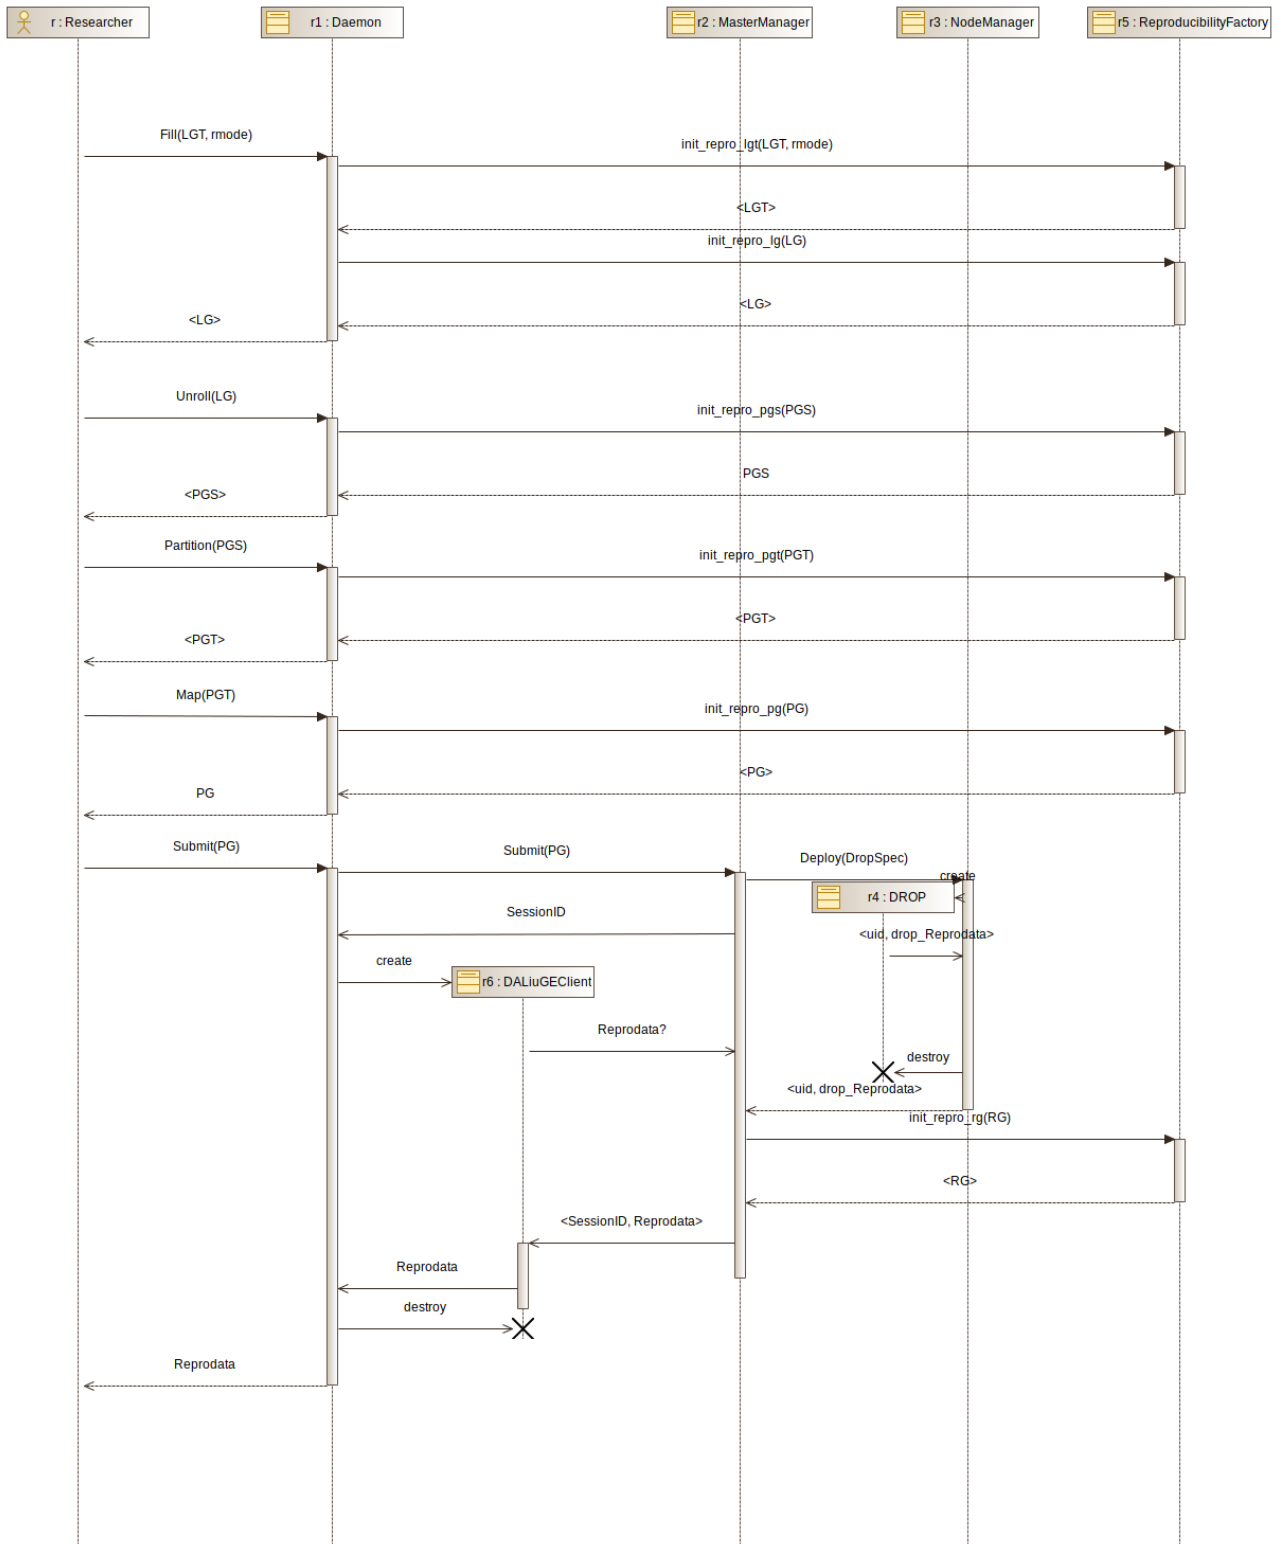 r : Researcher
r1 : Daemon
r2 : MasterManager
r3 : NodeManager
r5 : ReproducibilityFactory
Fill(LGT, rmode)
init_repro_lgt(LGT, rmode)
<LGT>
init_repro_lg(LG)
<LG>
<LG>
Unroll(LG)
init_repro_pgs(PGS)
PGS
<PGS>
Partition(PGS)
init_repro_pgt(PGT)
<PGT>
<PGT>
Map(PGT)
init_repro_pg(PG)
<PG>
PG
Submit(PG)
Submit(PG)
Deploy(DropSpec)
create
r4 : DROP
SessionID
<uid, drop_Reprodata>
create
r6 : DALiuGEClient
Reprodata?
destroy
<uid, drop_Reprodata>
init_repro_rg(RG)
<RG>
<SessionID, Reprodata>
Reprodata
destroy
Reprodata